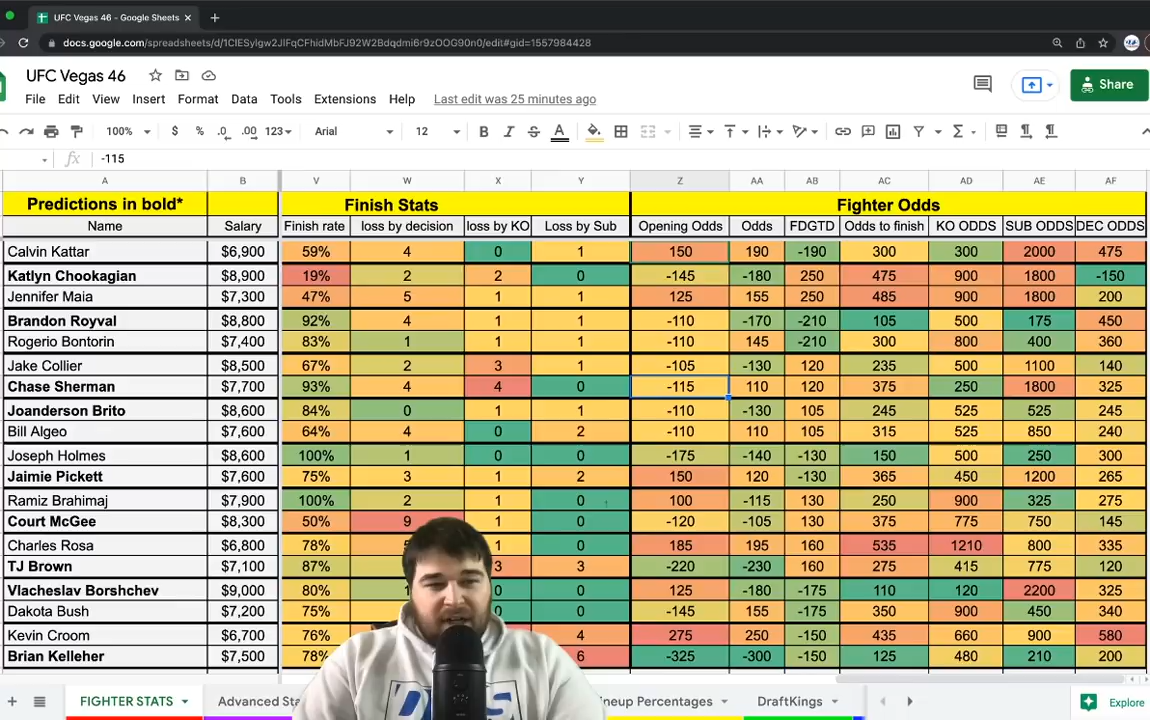 UFC Vegas 46 - Google Sheets
docs.google.com/spreadsheets/d/1ClESylgw2JlFqCFhidMbFJ92W2Bdqdmi6r9zOOG90n0/edit#gid=1557984428
UFC Vegas 46
File Edit View Insert Format Data Tools Extensions Help Last edit was 25 minutes ago
Share
100% $ % .0 .00 123 Arial 12 B I S A
fx -115
A B V W X Y Z AA AB AC AD AE AF
Predictions in bold* Finish Stats Fighter Odds
Name Salary Finish rate loss by decision loss by KO Loss by Sub Opening Odds Odds FDGTD Odds to finish KO ODDS SUB ODDS DEC ODDS
Calvin Kattar $6,900 59% 4 0 1 150 190 -190 300 300 2000 475
Katlyn Chookagian $8,900 19% 2 2 0 -145 -180 250 475 900 1800 -150
Jennifer Maia $7,300 47% 5 1 1 125 155 250 485 900 1800 200
Brandon Royval $8,800 92% 4 1 1 -110 -170 -210 105 500 175 450
Rogerio Bontorin $7,400 83% 1 1 1 -110 145 -210 300 800 400 360
Jake Collier $8,500 67% 2 3 1 -105 -130 120 235 625 1100 140
Chase Sherman $7,700 93% 4 4 0 -115 110 120 375 250 1800 325
Joanderson Brito $8,600 84% 0 1 1 -110 -130 105 245 525 525 245
Bill Algeo $7,600 64% 4 0 2 -110 110 105 315 525 850 240
Joseph Holmes $8,600 100% 1 0 0 -175 -140 -130 150 500 250 300
Jaimie Pickett $7,600 75% 3 1 2 150 120 -130 365 450 1200 265
Ramiz Brahimaj $7,900 100% 2 1 0 100 -115 130 250 900 325 275
Court McGee $8,300 50% 9 1 0 -120 -105 130 375 775 750 145
Charles Rosa $6,800 78% 1 0 185 195 160 535 1210 800 335
TJ Brown $7,100 87% 3 3 -220 -230 160 275 415 775 120
Vlacheslav Borshchev $9,000 80% 0 0 125 -180 -175 110 120 2200 325
Dakota Bush $7,200 75% 0 0 -145 155 -175 350 900 450 340
Kevin Croom $6,700 76% 4 275 250 -150 435 660 900 580
Brian Kelleher $7,500 78% 6 -325 -300 -150 125 480 210 200
FIGHTER STATS Advanced Sta neup Percentages DraftKings Explore